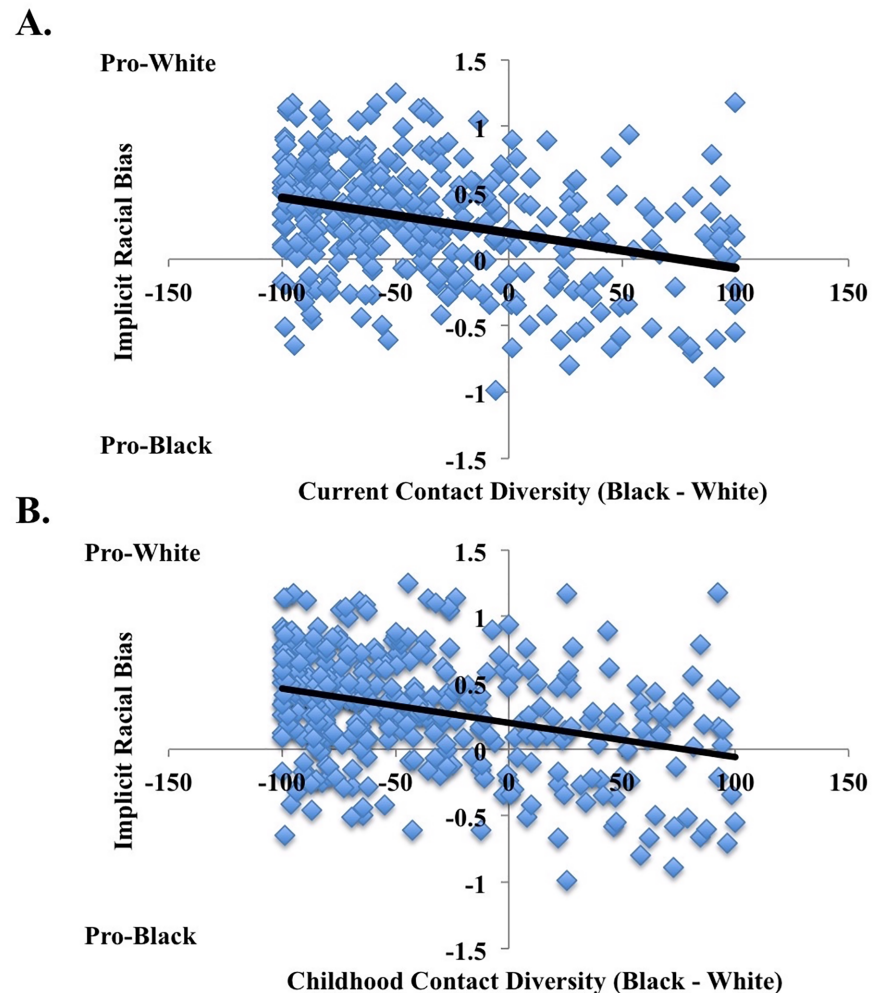 A.
Pro-White
1.5
1
0.5
0
-150 -100 -50 0 50 100 150
-0.5
-1
-1.5
Implicit Racial Bias
Pro-Black
Current Contact Diversity (Black - White)
B.
Pro-White
1.5
1
0.5
0
-150 -100 -50 0 50 100 150
-0.5
-1
-1.5
Implicit Racial Bias
Pro-Black
Childhood Contact Diversity (Black - White)